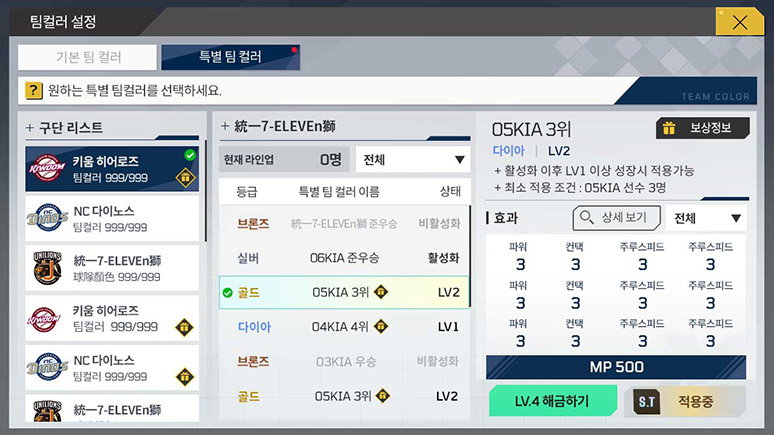 팀컬러 설정
기본 팀 컬러
특별 팀 컬러
? 원하는 특별 팀컬러를 선택하세요.
TEAM COLOR
+ 구단 리스트
KIWOOM
키움 히어로즈
팀컬러 999/999
NC DINOS
NC 다이노스
팀컬러 999/999
UNILIONS
統一7-ELEVEn獅
球隊顏色 999/999
KIWOOM
키움 히어로즈
팀컬러 999/999
NC DINOS
NC 다이노스
팀컬러 999/999
UNILIONS
統一7-ELEVEn獅
+ 統一7-ELEVEn獅
현재 라인업 0명
전체
등급 특별 팀 컬러 이름 상태
브론즈 統一7-ELEVEn獅 준우승 비활성화
실버 06KIA 준우승 활성화
골드 05KIA 3위 LV2
다이아 04KIA 4위 LV1
브론즈 03KIA 우승 비활성화
골드 05KIA 3위 LV2
05KIA 3위
보상정보
다이아 | LV2
+ 활성화 이후 LV1 이상 성장시 적용가능
+ 최소 적용 조건 : 05KIA 선수 3명
효과
상세 보기
전체
파워 컨택 주루스피드 주루스피드
3 3 3 3
파워 컨택 주루스피드 주루스피드
3 3 3 3
파워 컨택 주루스피드 주루스피드
3 3 3 3
MP 500
LV.4 해금하기
S.T 적용중